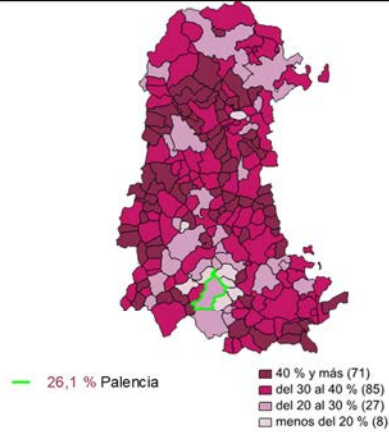 26,1 % Palencia
40 % y más (71)
del 30 al 40 % (85)
del 20 al 30 % (27)
menos del 20 % (8)